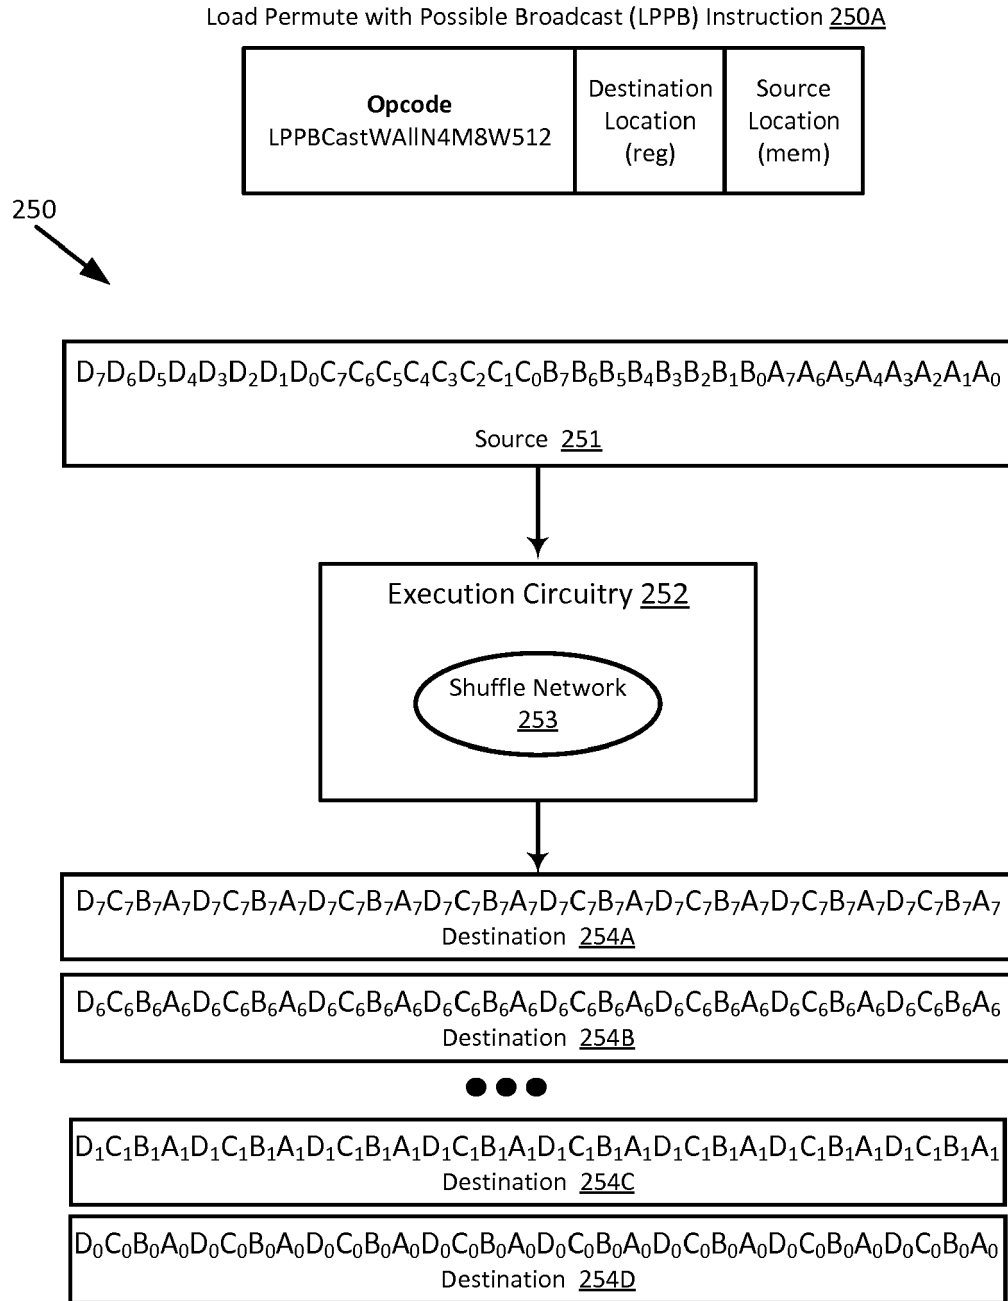 Load Permute with Possible Broadcast (LPPB) Instruction 250A
Opcode
LPPBCastWAllN4M8W512
Destination
Location
(reg)
Source
Location
(mem)
250
D₇D₆D₅D₄D₃D₂D₁D₀C₇C₆C₅C₄C₃C₂C₁C₀B₇B₆B₅B₄B₃B₂B₁B₀A₇A₆A₅A₄A₃A₂A₁A₀
Source 251
Execution Circuitry 252
Shuffle Network
253
D₇C₇B₇A₇D₇C₇B₇A₇D₇C₇B₇A₇D₇C₇B₇A₇D₇C₇B₇A₇D₇C₇B₇A₇D₇C₇B₇A₇D₇C₇B₇A₇
Destination 254A
D₆C₆B₆A₆D₆C₆B₆A₆D₆C₆B₆A₆D₆C₆B₆A₆D₆C₆B₆A₆D₆C₆B₆A₆D₆C₆B₆A₆D₆C₆B₆A₆
Destination 254B
D₁C₁B₁A₁D₁C₁B₁A₁D₁C₁B₁A₁D₁C₁B₁A₁D₁C₁B₁A₁D₁C₁B₁A₁D₁C₁B₁A₁D₁C₁B₁A₁
Destination 254C
D₀C₀B₀A₀D₀C₀B₀A₀D₀C₀B₀A₀D₀C₀B₀A₀D₀C₀B₀A₀D₀C₀B₀A₀D₀C₀B₀A₀D₀C₀B₀A₀
Destination 254D